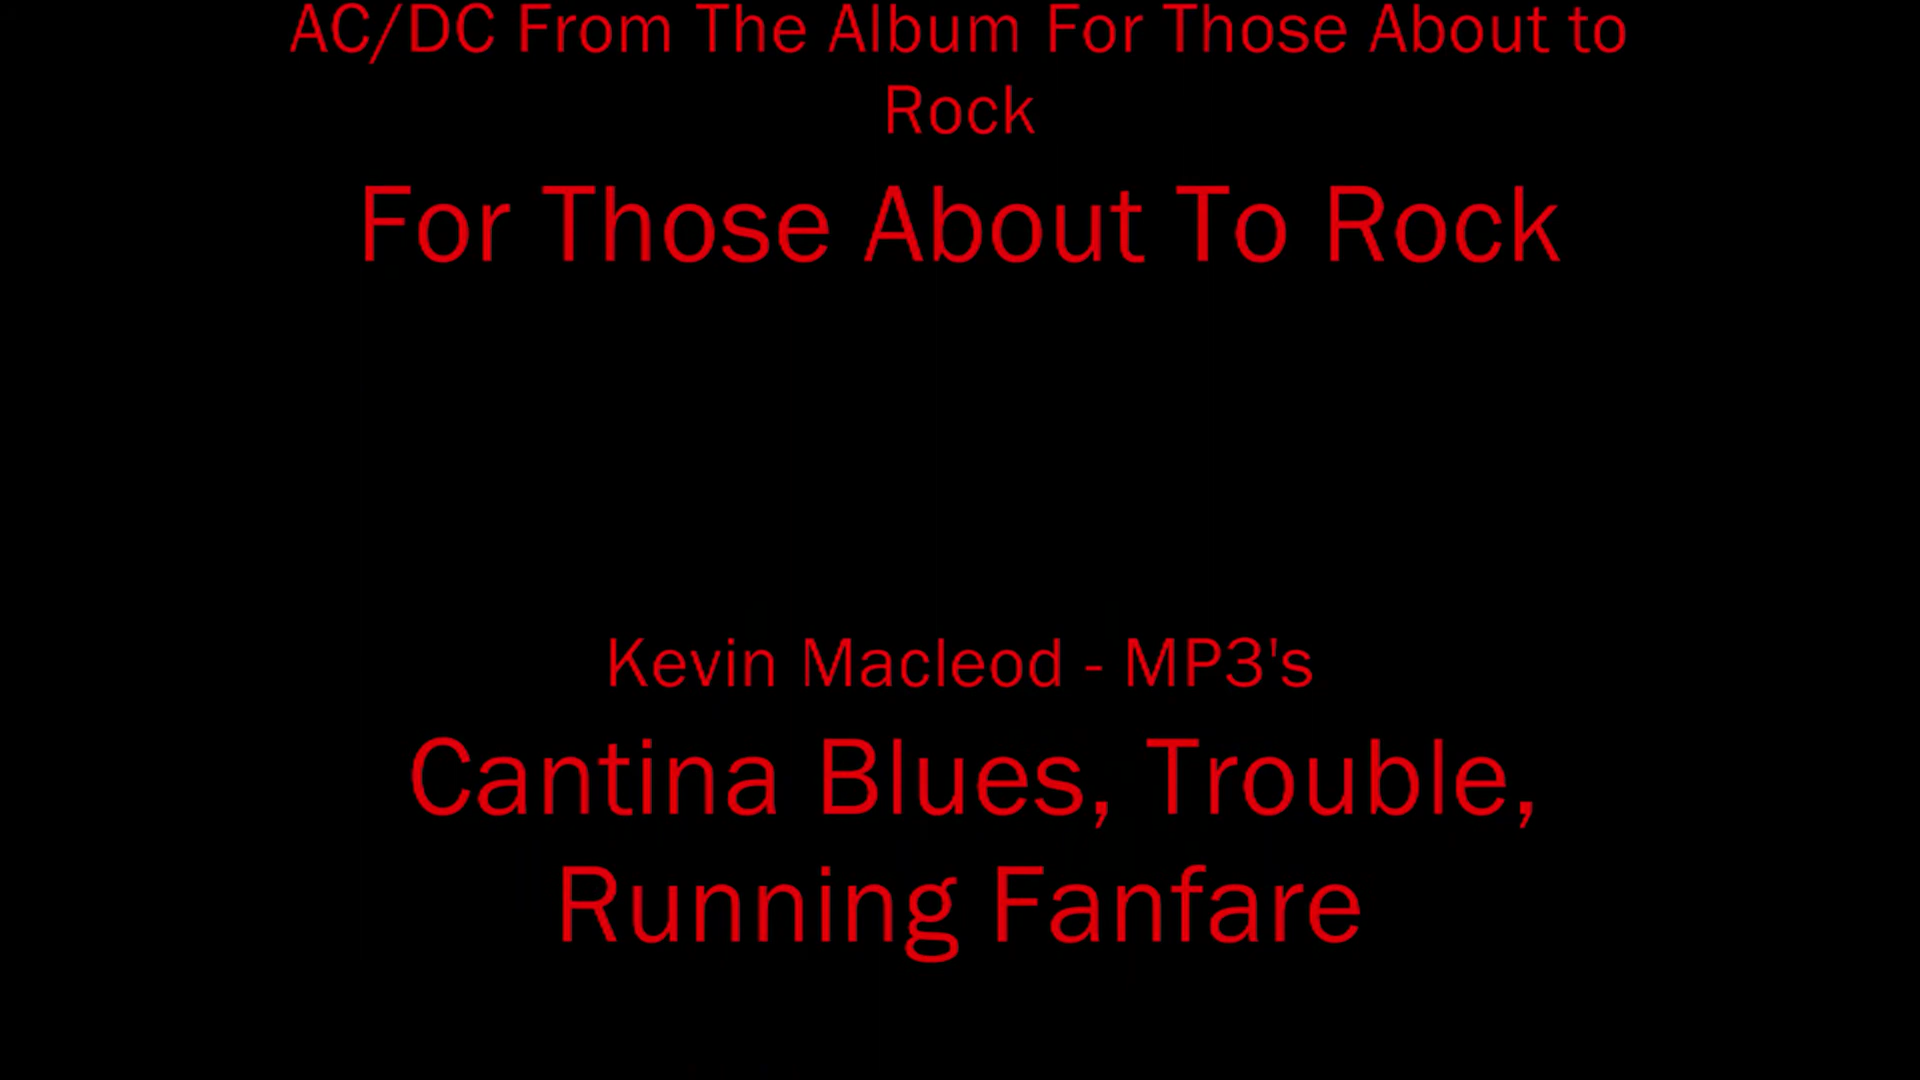 AC/DC From The Album For Those About to
Rock
For Those About To Rock
Kevin Macleod - MP3's
Cantina Blues, Trouble,
Running Fanfare